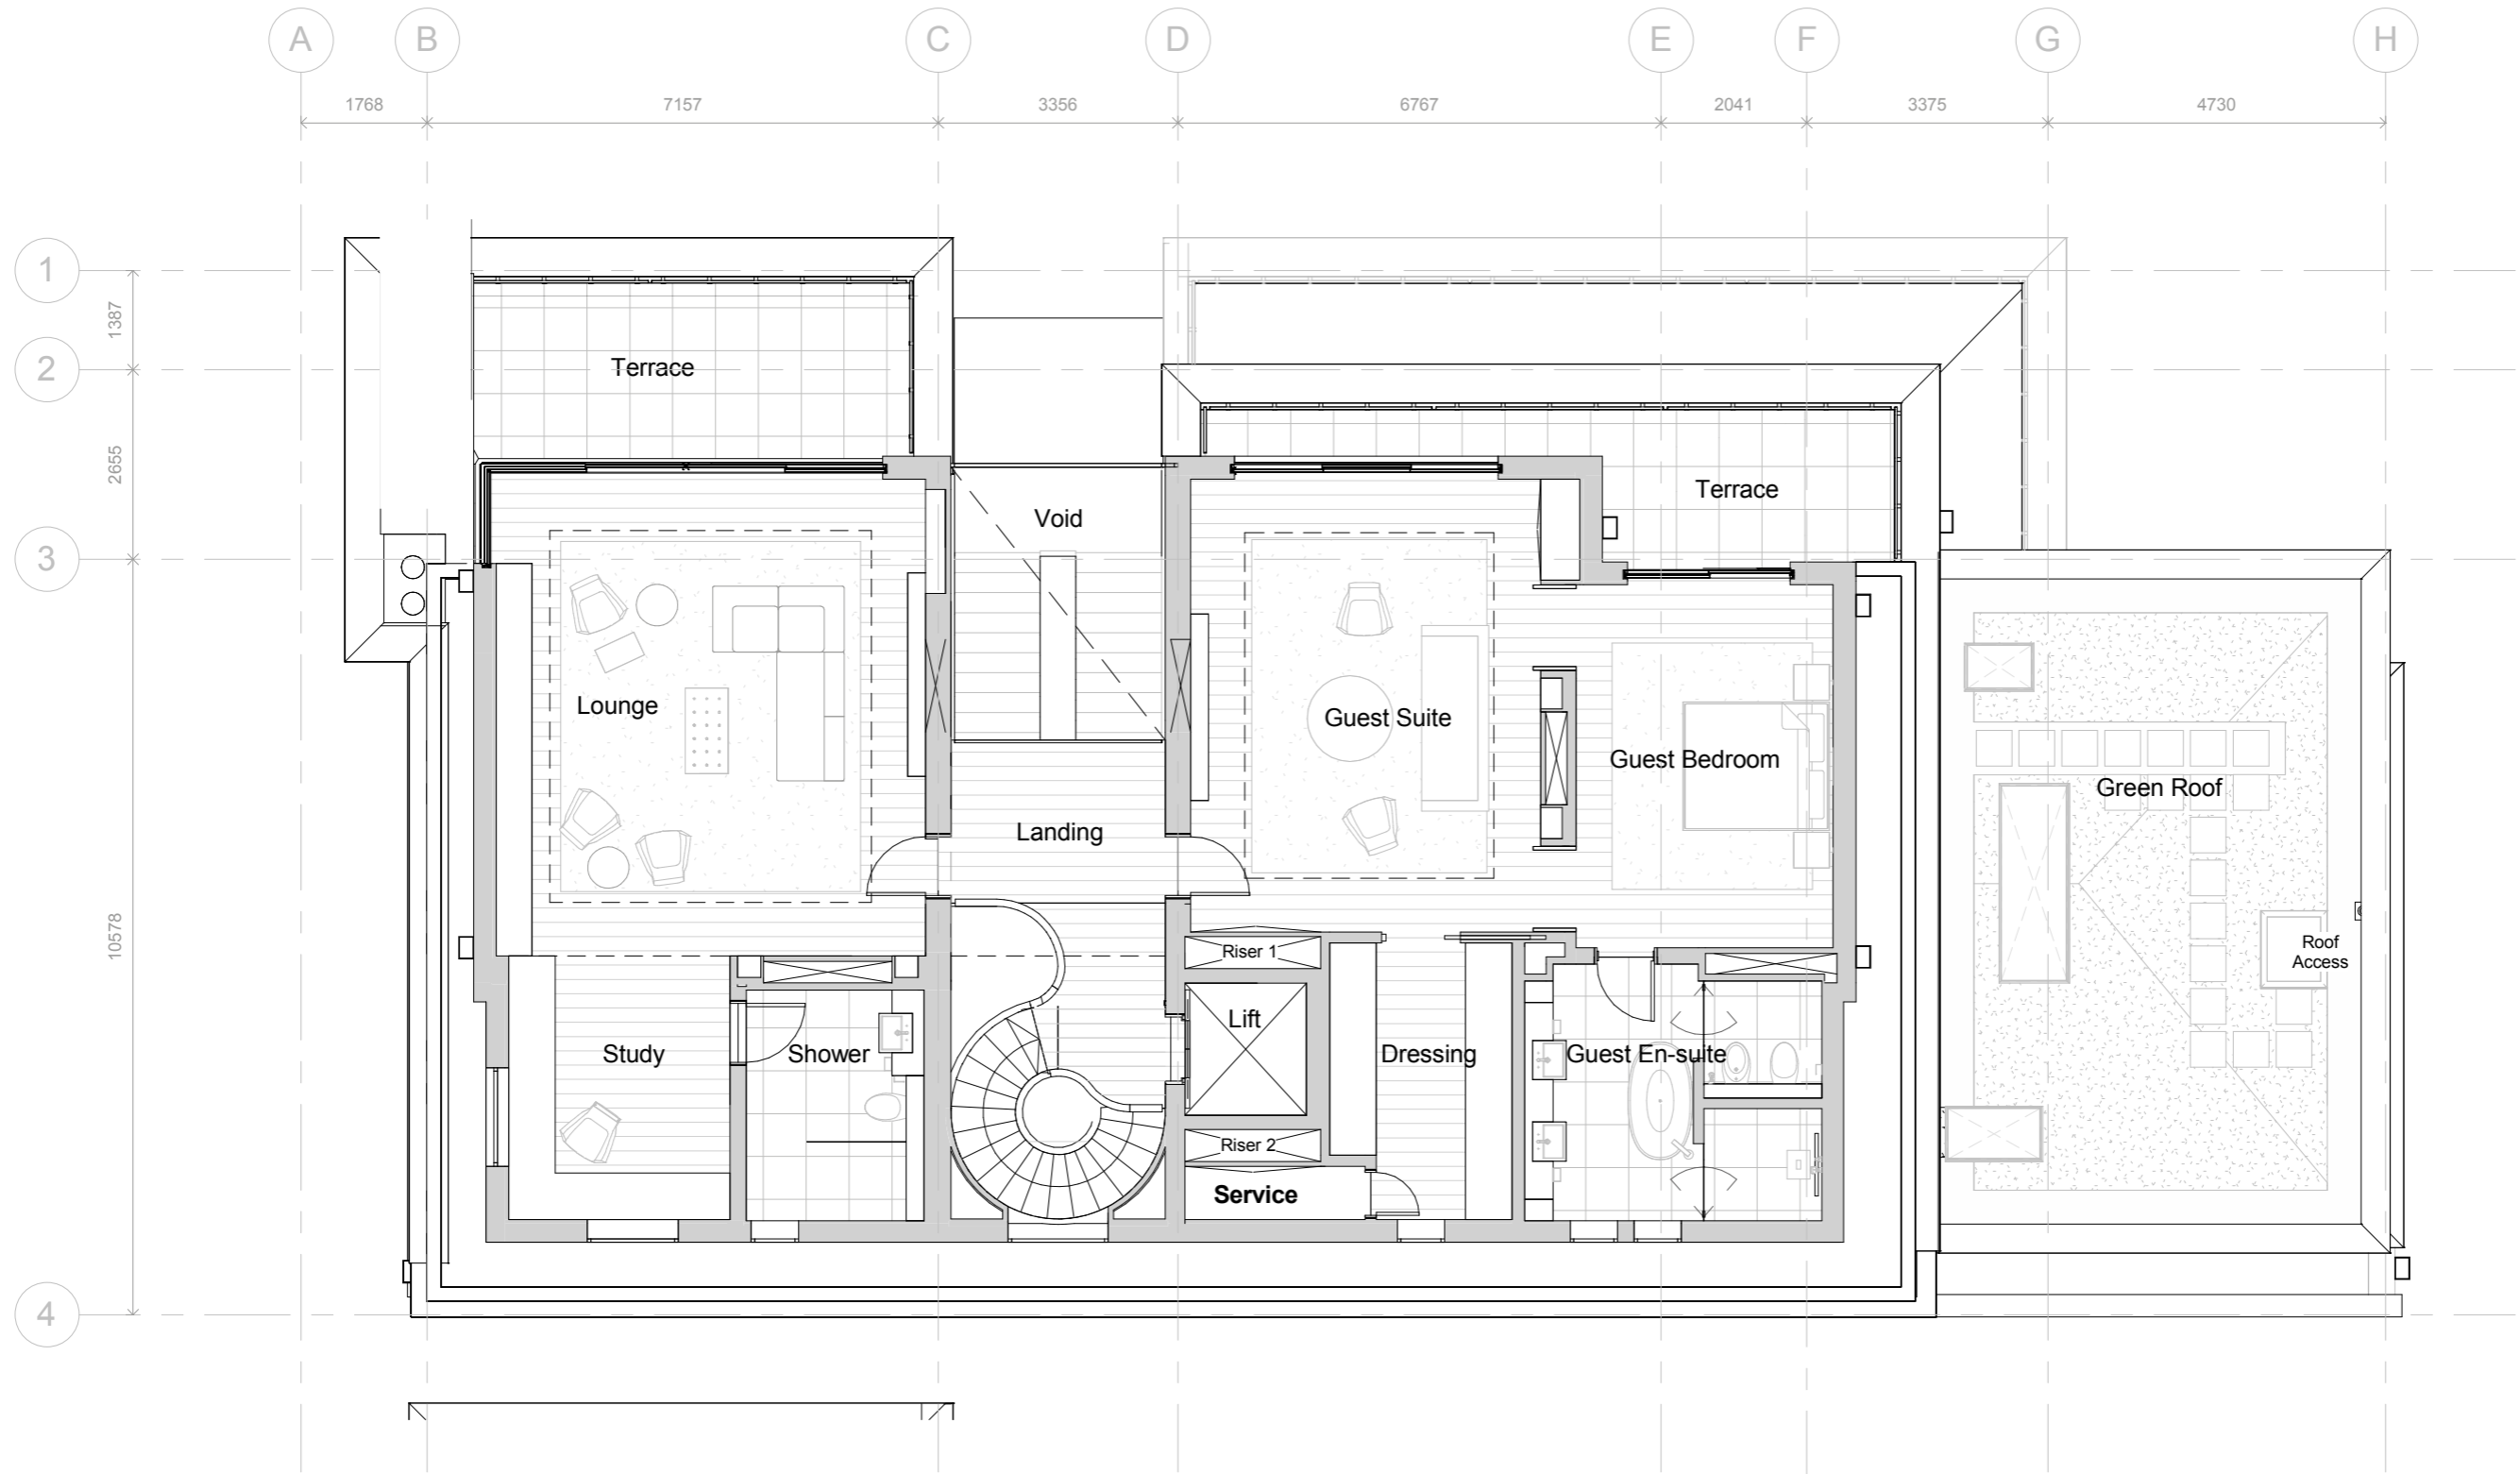 A B C D E F G H
1768 7157 3356 6767 2041 3375 4730
1
1387
2
Terrace
2655
Terrace
Void
3
Lounge
Guest Suite
Guest Bedroom
Green Roof
Landing
10578
Riser 1
Roof
Access
Lift
Study
Shower
Dressing
Guest En-suite
Riser 2
Service
4